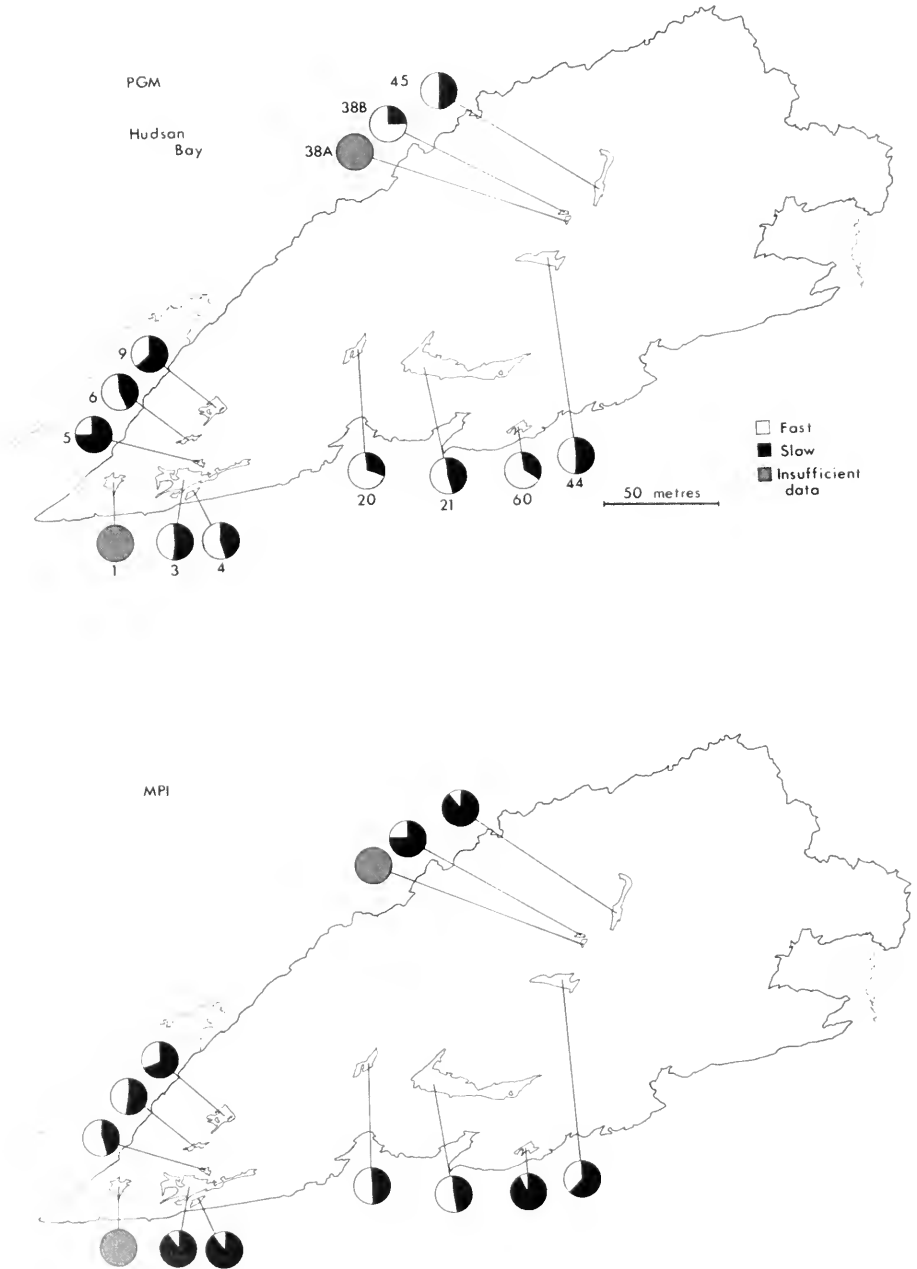 PGM
Hudsan
Bay
45
38B
38A
9
6
5
20
21
60
44
1
3
4
Fast
Slow
Insufficient
data
50 metres
MPI